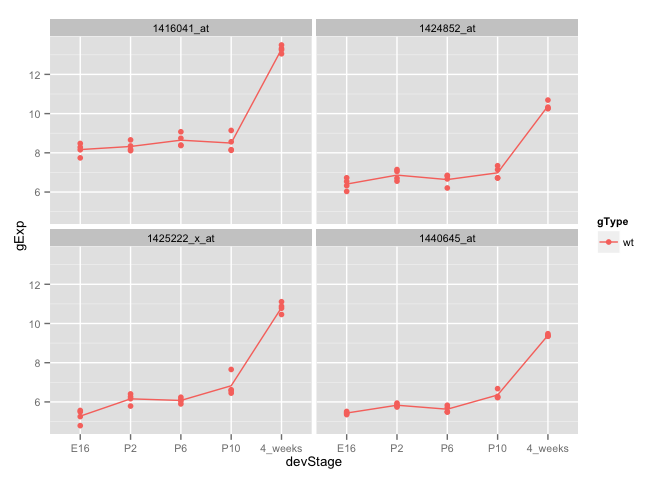 1416041_at 1424852_at
12
10
8
6
gExp
gType
wt
1425222_x_at 1440645_at
12
10
8
6
E16 P2 P6 P10 4_weeks E16 P2 P6 P10 4_weeks
devStage